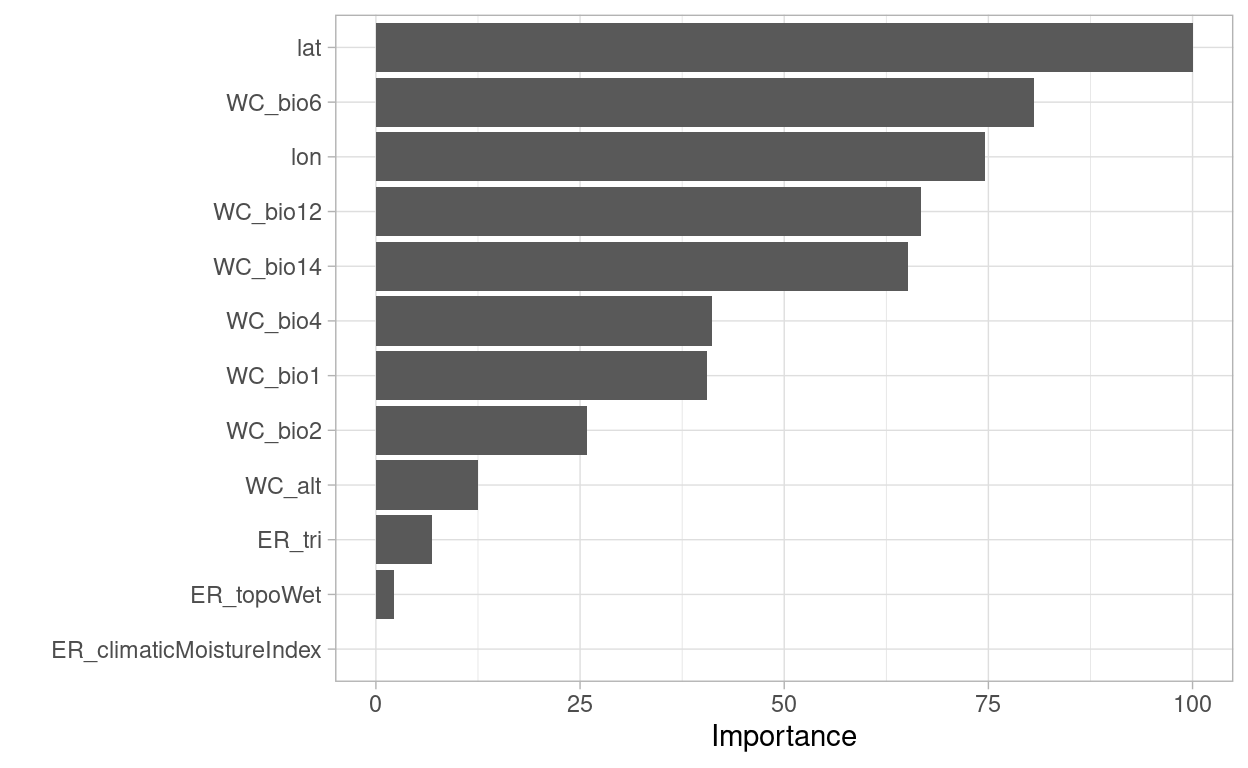 lat
WC_bio6
lon
WC_bio12
WC_bio14
WC_bio4
WC_bio1
WC_bio2
WC_alt
ER_tri
ER_topoWet
ER_climaticMoistureIndex
0 25 50 75 100
Importance